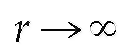 r → ∞